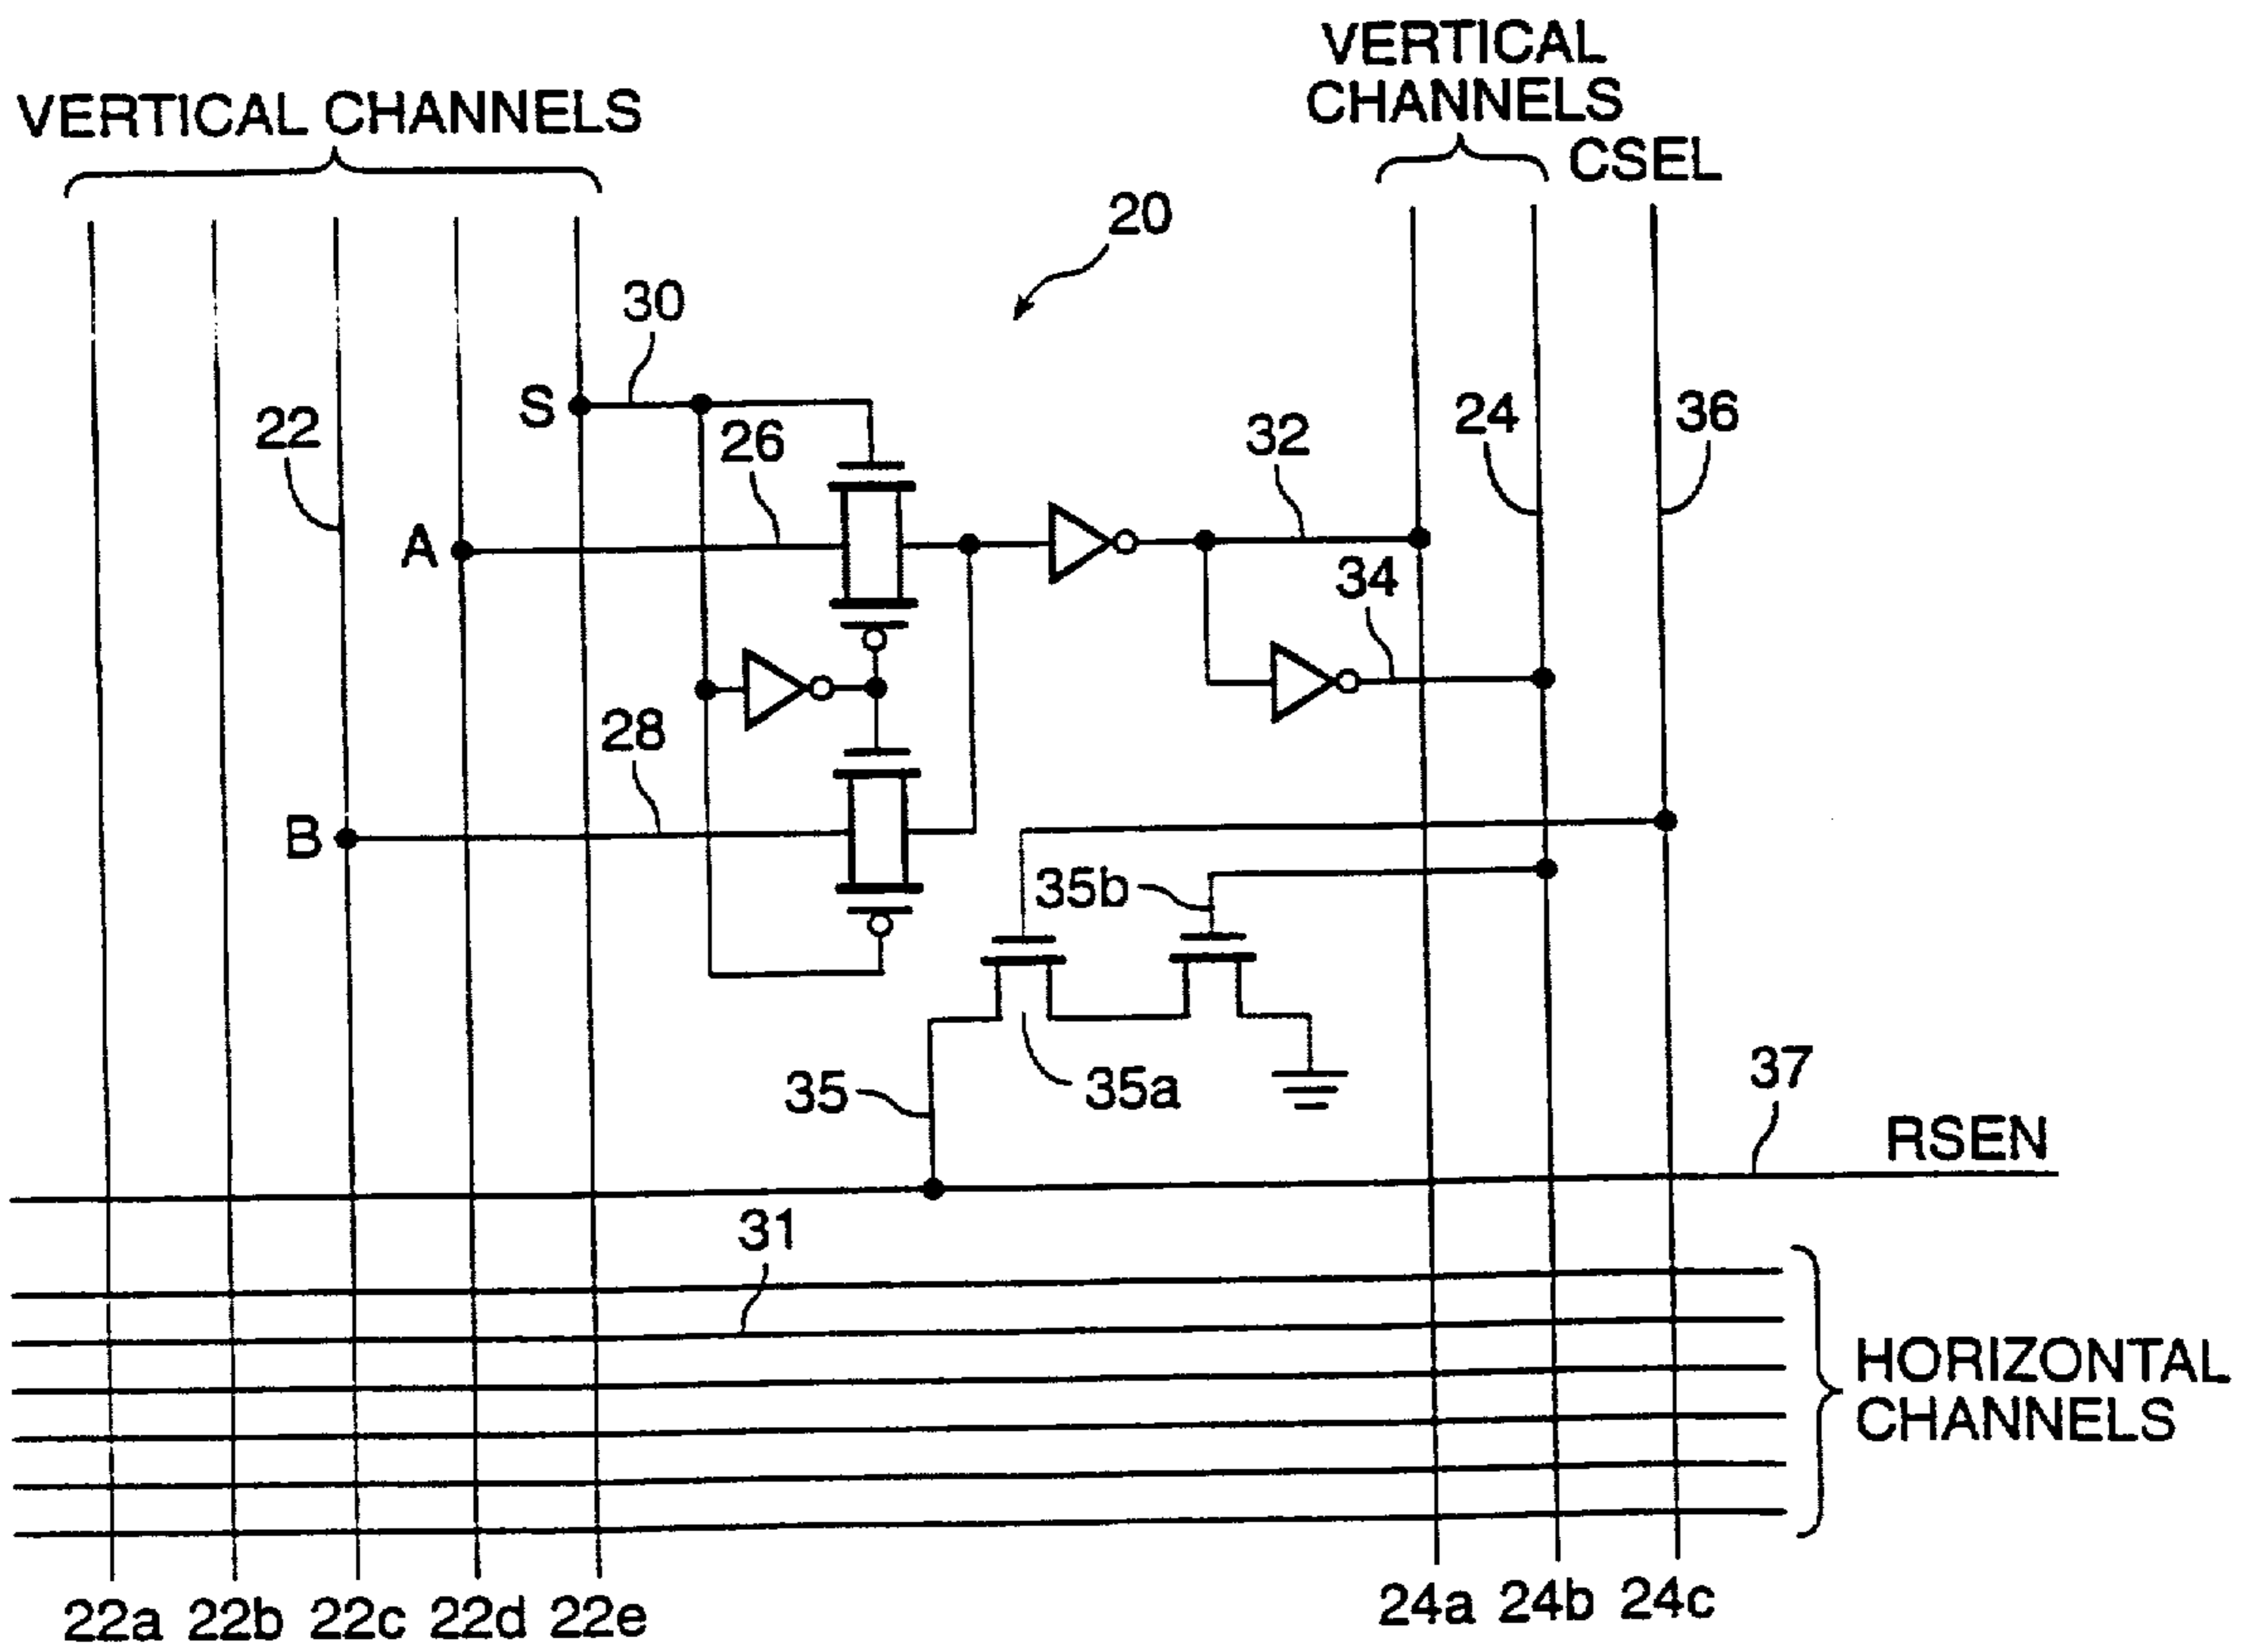 VERTICAL
CHANNELS
VERTICAL CHANNELS
CSEL
20
30
S
22
26
32
24
36
A
34
28
B
35b
35
35a
37
RSEN
31
HORIZONTAL
CHANNELS
22a 22b 22c 22d 22e
24a 24b 24c